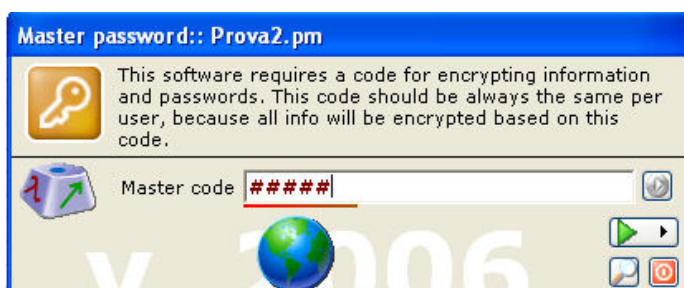 Master password:: Prova2.pm
This software requires a code for encrypting information
and passwords. This code should be always the same per
user, because all info will be encrypted based on this
code.
Master code #####
v 2006